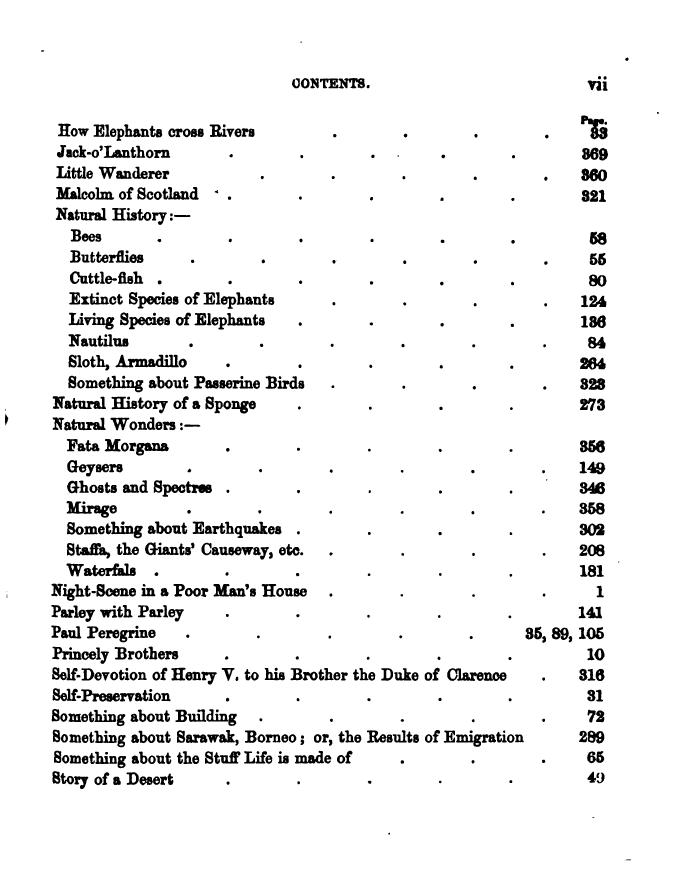 CONTENTS. vii
Page.
How Elephants cross Rivers . . . . 33
Jack-o'Lanthorn . . . . . 369
Little Wanderer . . . . . 360
Malcolm of Scotland . . . . . 321
Natural History:—
Bees . . . . . . 58
Butterflies . . . . . . 55
Cuttle-fish . . . . . . 80
Extinct Species of Elephants . . . . 124
Living Species of Elephants . . . . 136
Nautilus . . . . . . 84
Sloth, Armadillo . . . . . 264
Something about Passerine Birds . . . . 323
Natural History of a Sponge . . . . 273
Natural Wonders:—
Fata Morgana . . . . . 356
Geysers . . . . . . 149
Ghosts and Spectres . . . . . 346
Mirage . . . . . . 358
Something about Earthquakes . . . . 302
Staffa, the Giants' Causeway, etc. . . . . 208
Waterfals . . . . . . 181
Night-Scene in a Poor Man's House . . . . 1
Parley with Parley . . . . . 141
Paul Peregrine . . . . . 35, 89, 105
Princely Brothers . . . . . 10
Self-Devotion of Henry V. to his Brother the Duke of Clarence . 316
Self-Preservation . . . . . 31
Something about Building . . . . . 72
Something about Sarawak, Borneo; or, the Results of Emigration 289
Something about the Stuff Life is made of . . . 65
Story of a Desert . . . . . 49